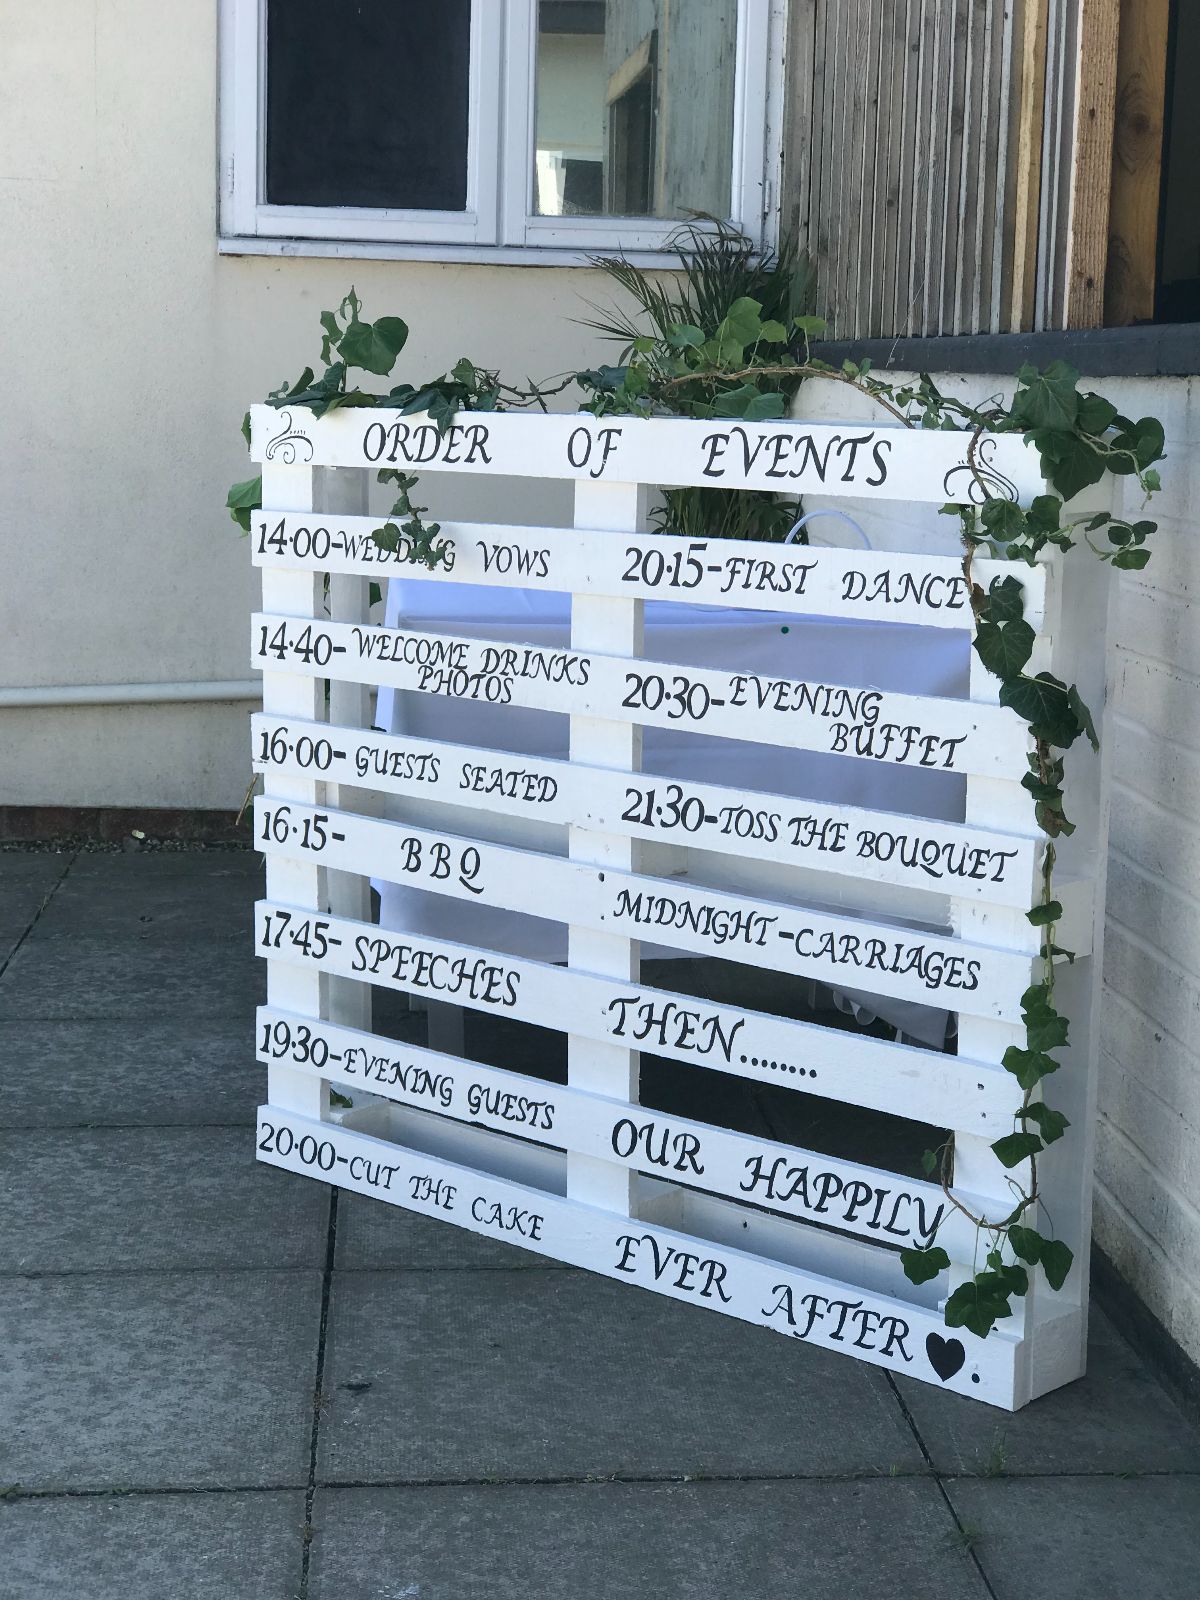 ORDER OF EVENTS
14·00-WEDDING VOWS
14·40- WELCOME DRINKS
PHOTOS
16·00- GUESTS SEATED
16·15- BBQ
17·45- SPEECHES
19·30-EVENING GUESTS
20·00-CUT THE CAKE
20·15-FIRST DANCE
20·30-EVENING
BUFFET
21·30-TOSS THE BOUQUET
MIDNIGHT-CARRIAGES
THEN........
OUR HAPPILY
EVER AFTER♥.